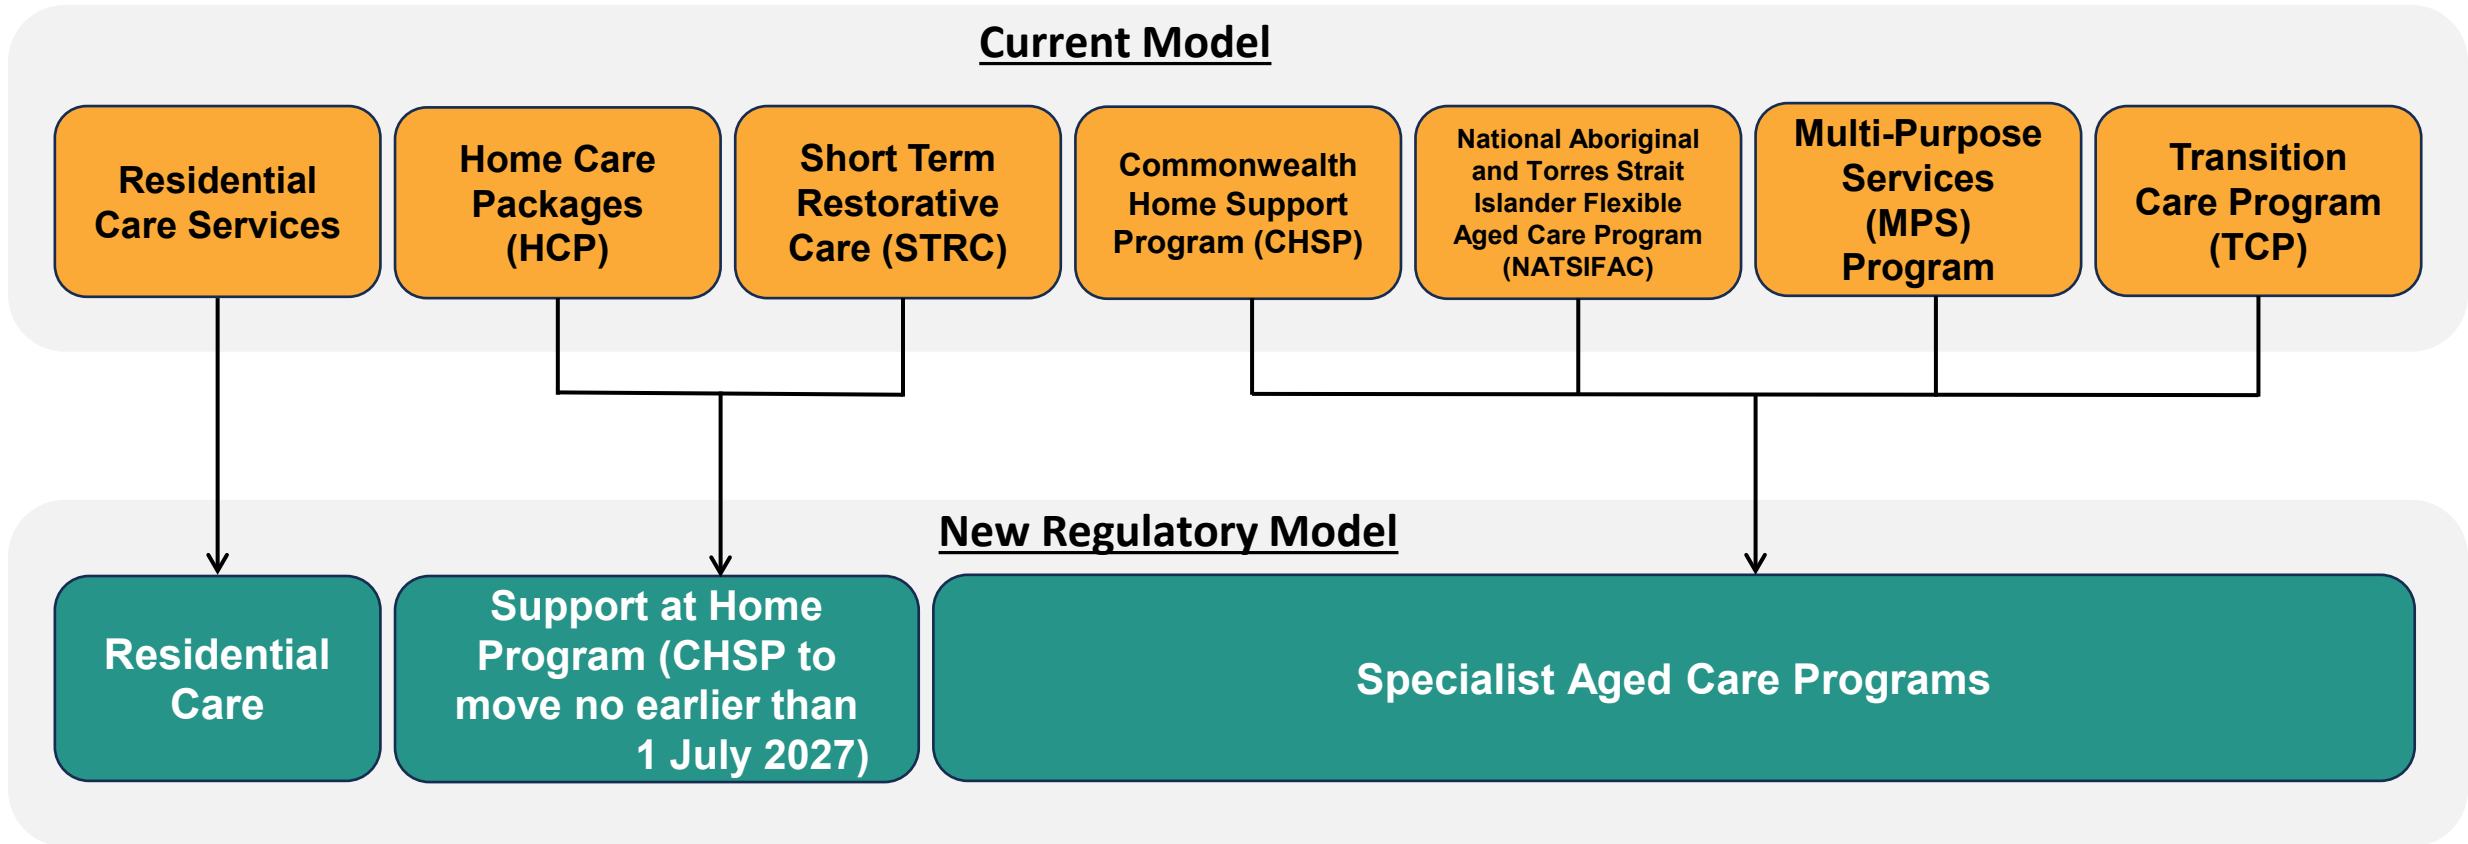 Current Model
Residential
Care Services
Home Care
Packages
(HCP)
Short Term
Restorative
Care (STRC)
Commonwealth
Home Support
Program (CHSP)
National Aboriginal
and Torres Strait
Islander Flexible
Aged Care Program
(NATSIFAC)
Multi-Purpose
Services
(MPS)
Program
Transition
Care Program
(TCP)
New Regulatory Model
Residential
Care
Support at Home
Program (CHSP to
move no earlier than
1 July 2027)
Specialist Aged Care Programs